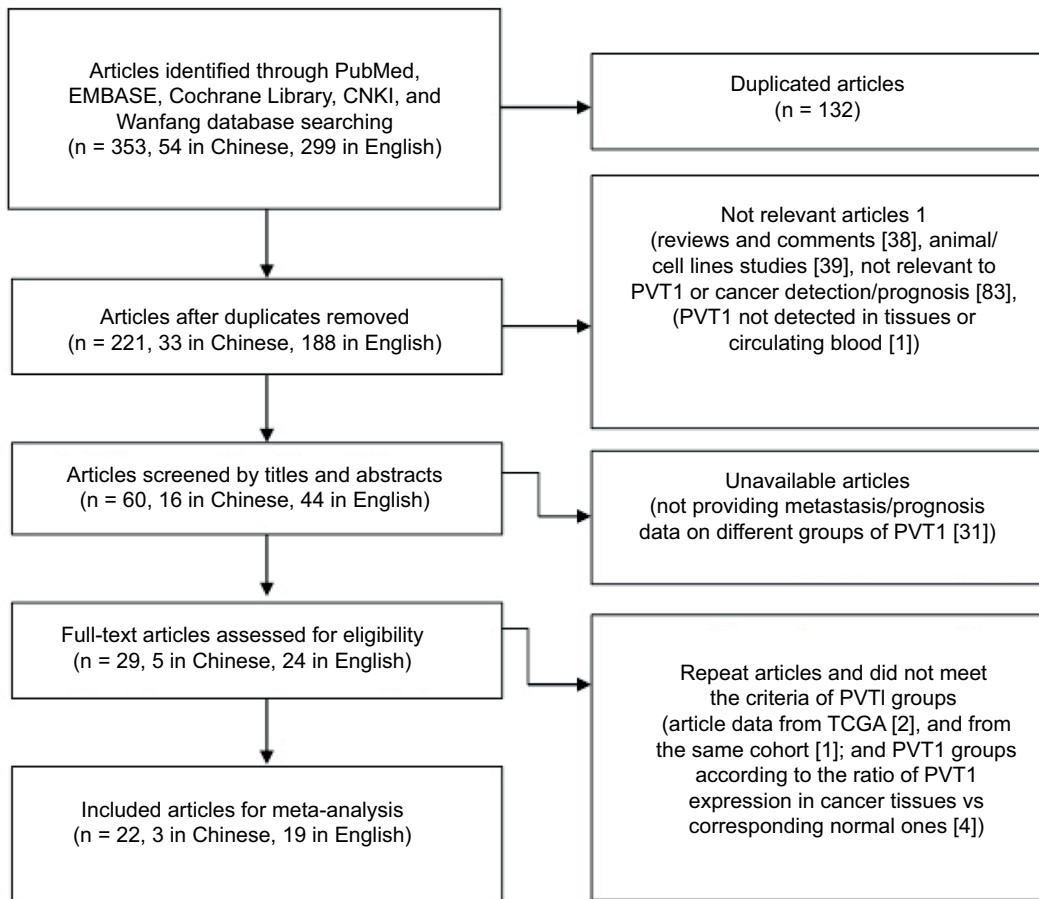 Articles identified through PubMed,
EMBASE, Cochrane Library, CNKI, and
Wanfang database searching
(n = 353, 54 in Chinese, 299 in English)
Duplicated articles
(n = 132)
Articles after duplicates removed
(n = 221, 33 in Chinese, 188 in English)
Not relevant articles 1
(reviews and comments [38], animal/
cell lines studies [39], not relevant to
PVT1 or cancer detection/prognosis [83],
(PVT1 not detected in tissues or
circulating blood [1])
Articles screened by titles and abstracts
(n = 60, 16 in Chinese, 44 in English)
Unavailable articles
(not providing metastasis/prognosis
data on different groups of PVT1 [31])
Full-text articles assessed for eligibility
(n = 29, 5 in Chinese, 24 in English)
Repeat articles and did not meet
the criteria of PVTI groups
(article data from TCGA [2], and from
the same cohort [1]; and PVT1 groups
according to the ratio of PVT1
expression in cancer tissues vs
corresponding normal ones [4])
Included articles for meta-analysis
(n = 22, 3 in Chinese, 19 in English)